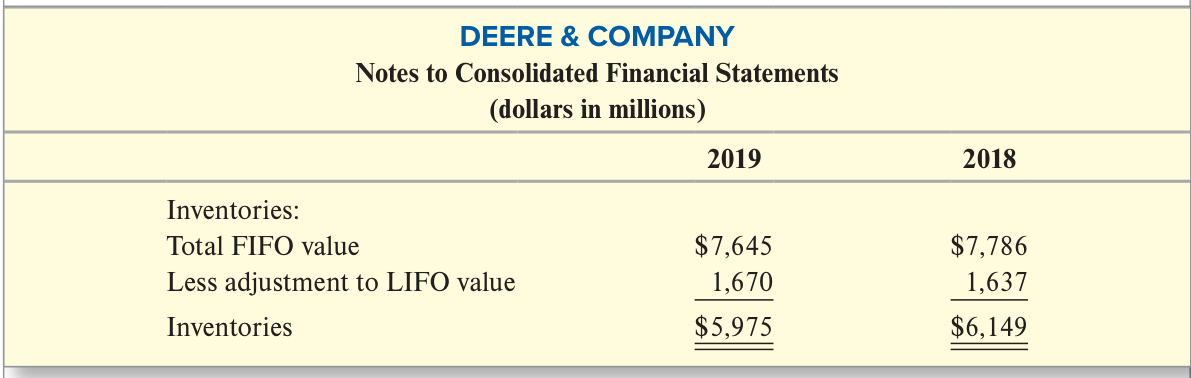 DEERE & COMPANY
Notes to Consolidated Financial Statements
(dollars in millions)
2019 2018
Inventories:
Total FIFO value $7,645 $7,786
Less adjustment to LIFO value 1,670 1,637
Inventories $5,975 $6,149